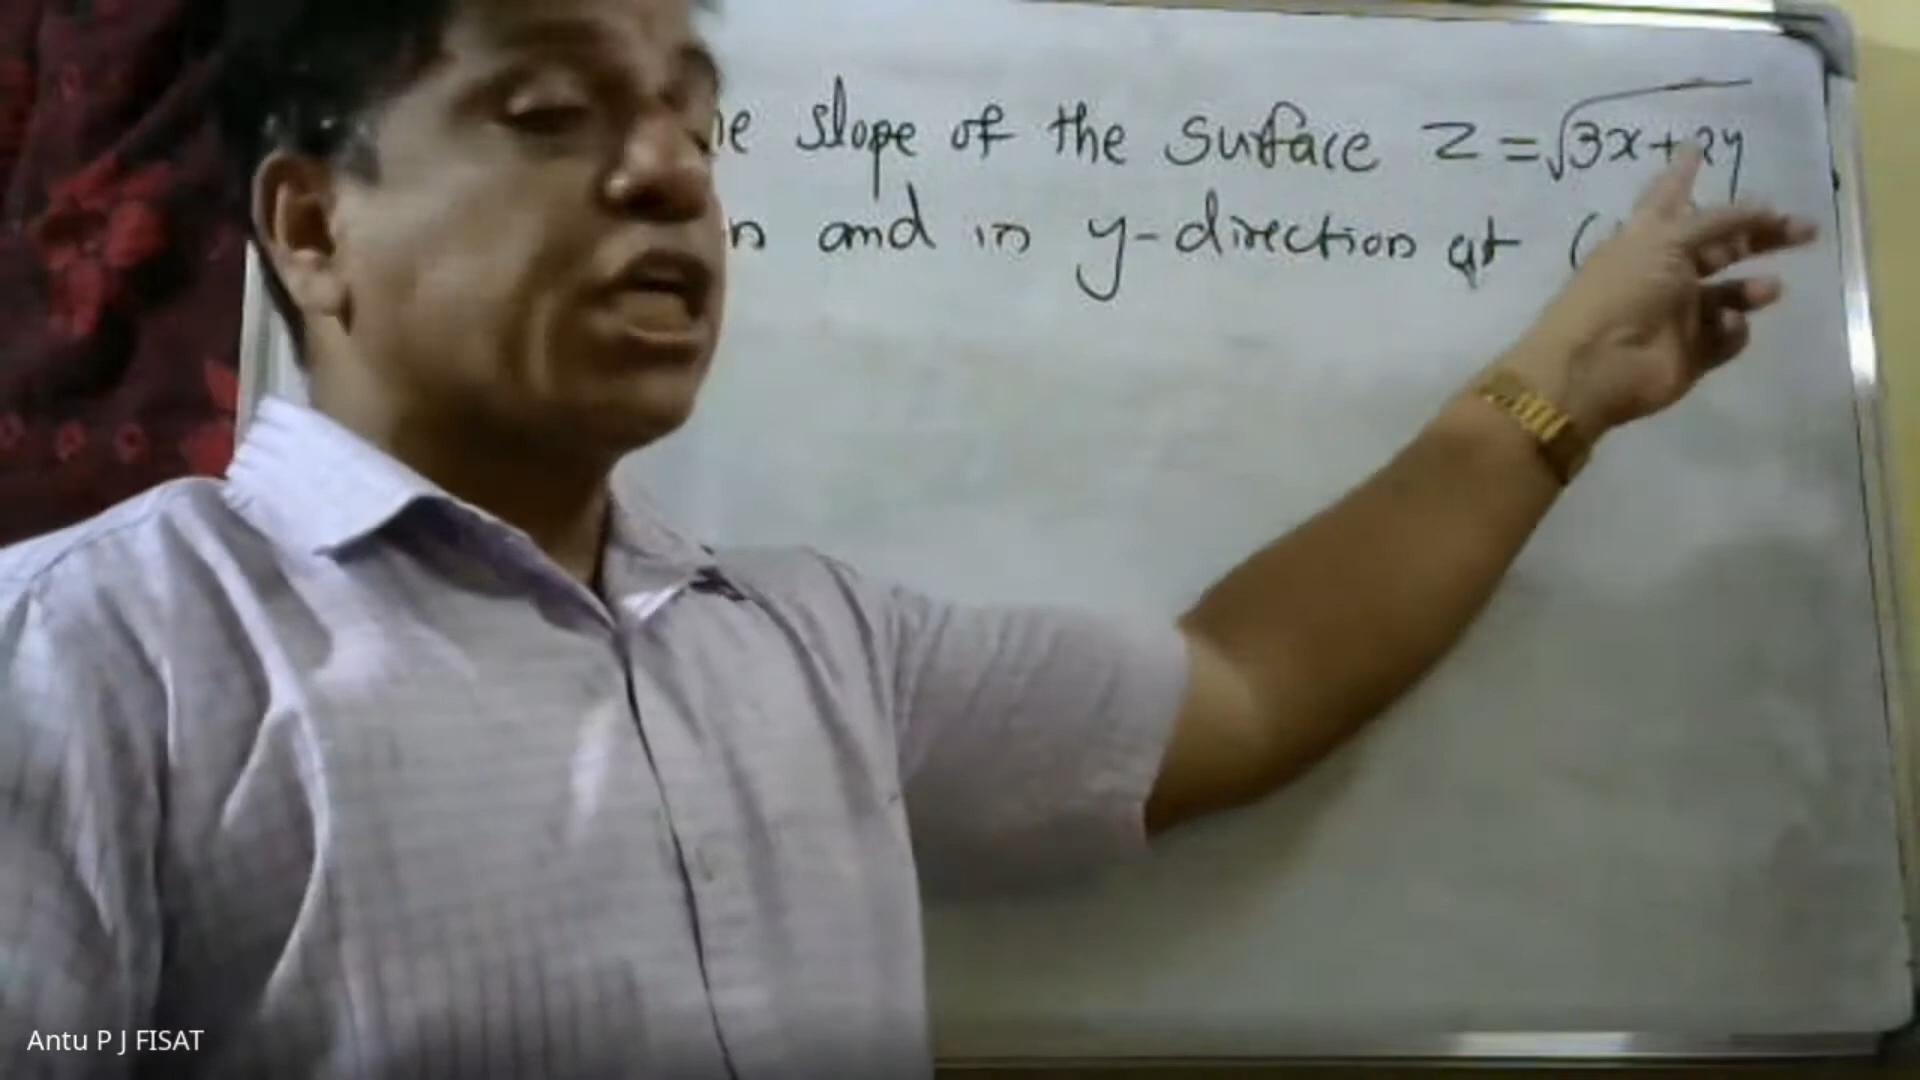 slope of the surface z = √3x+2y
and in y-direction at (
Antu P J FISAT